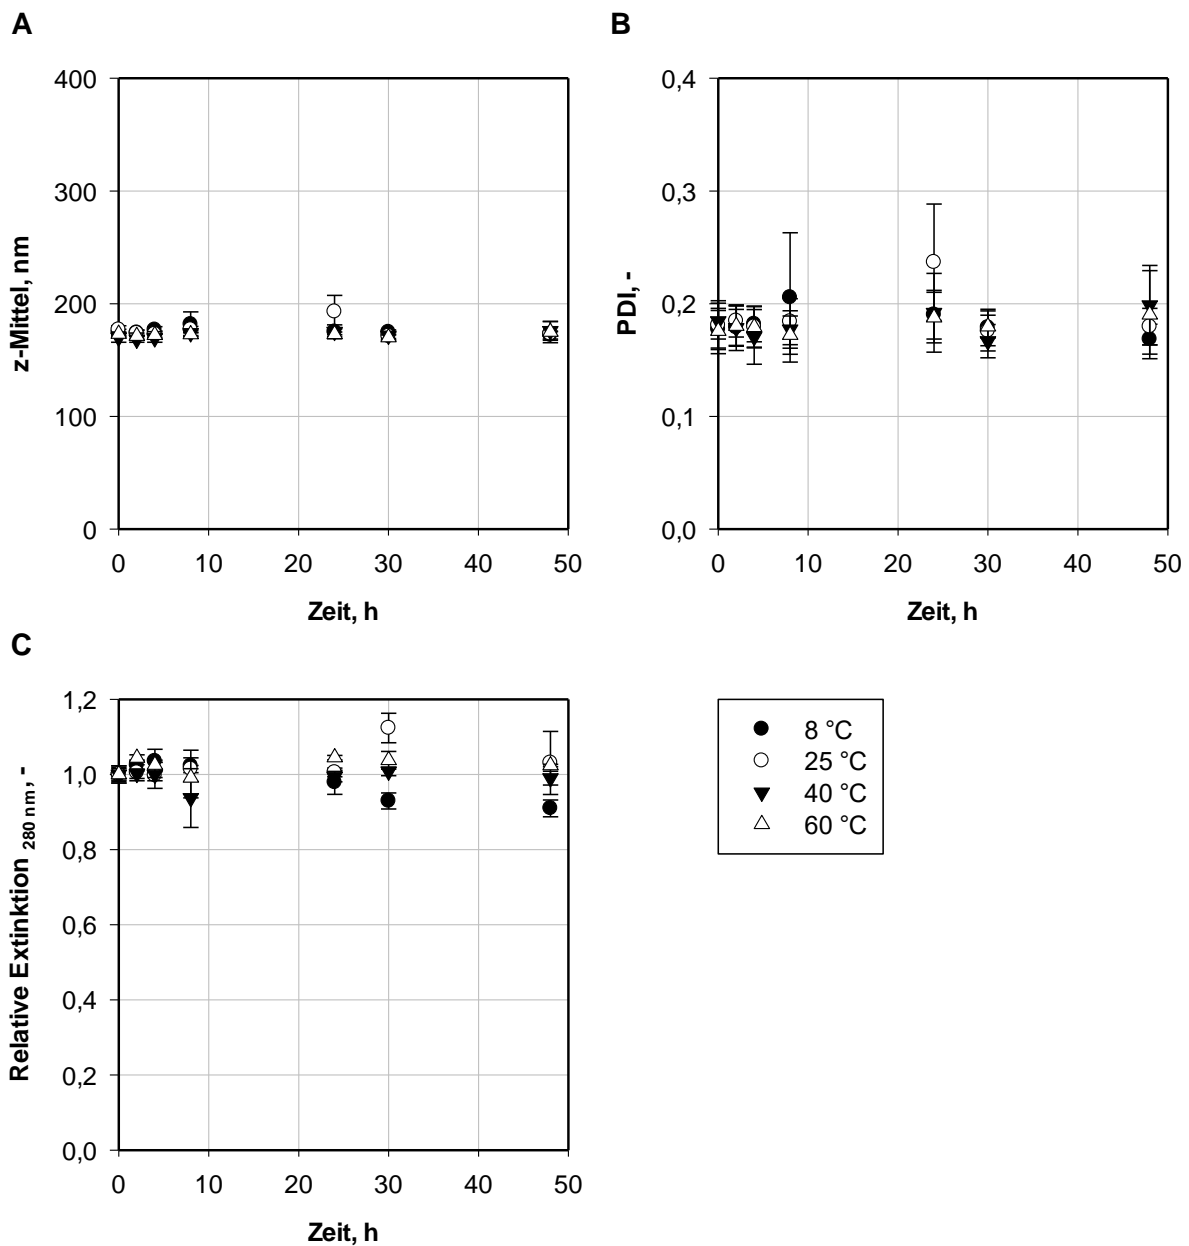 A
B
400
300
200
100
0
z-Mittel, nm
0 10 20 30 40 50
Zeit, h
0,4
0,3
0,2
0,1
0,0
PDI, -
0 10 20 30 40 50
Zeit, h
C
1,2
1,0
0,8
0,6
0,4
0,2
0,0
Relative Extinktion 280 nm, -
0 10 20 30 40 50
Zeit, h
8 °C
25 °C
40 °C
60 °C